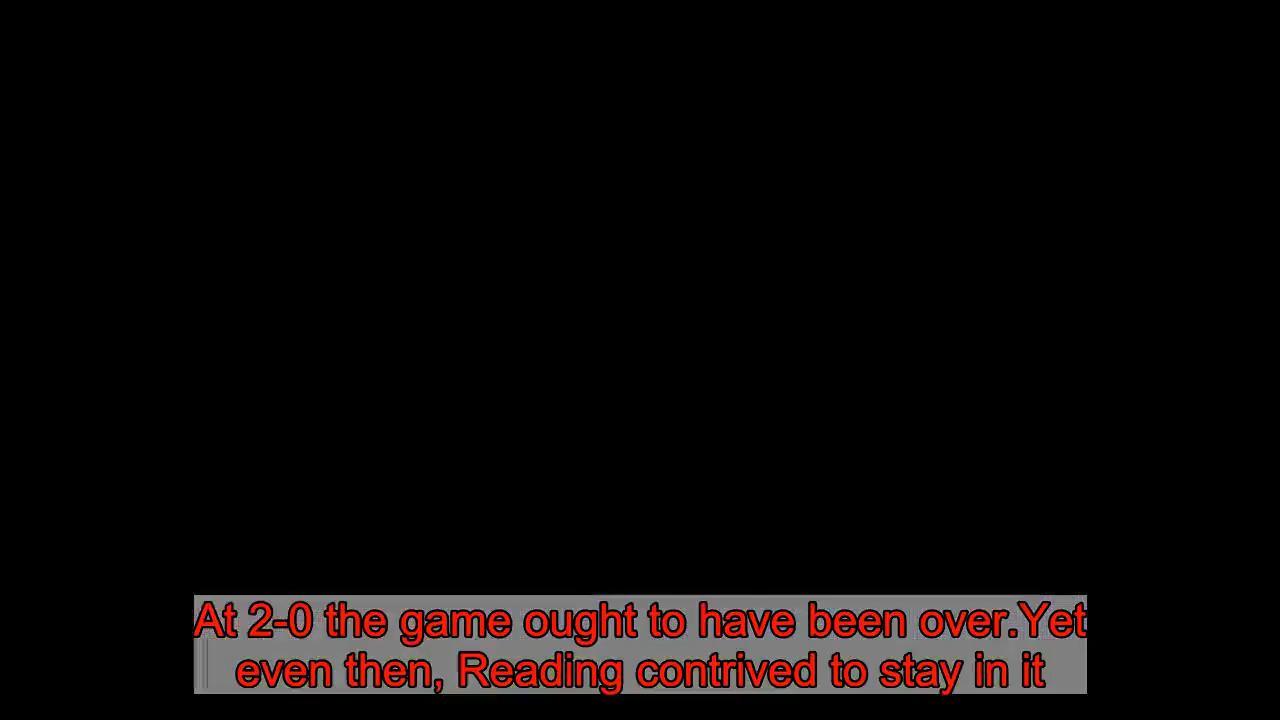 At 2-0 the game ought to have been over.Yet
even then, Reading contrived to stay in it